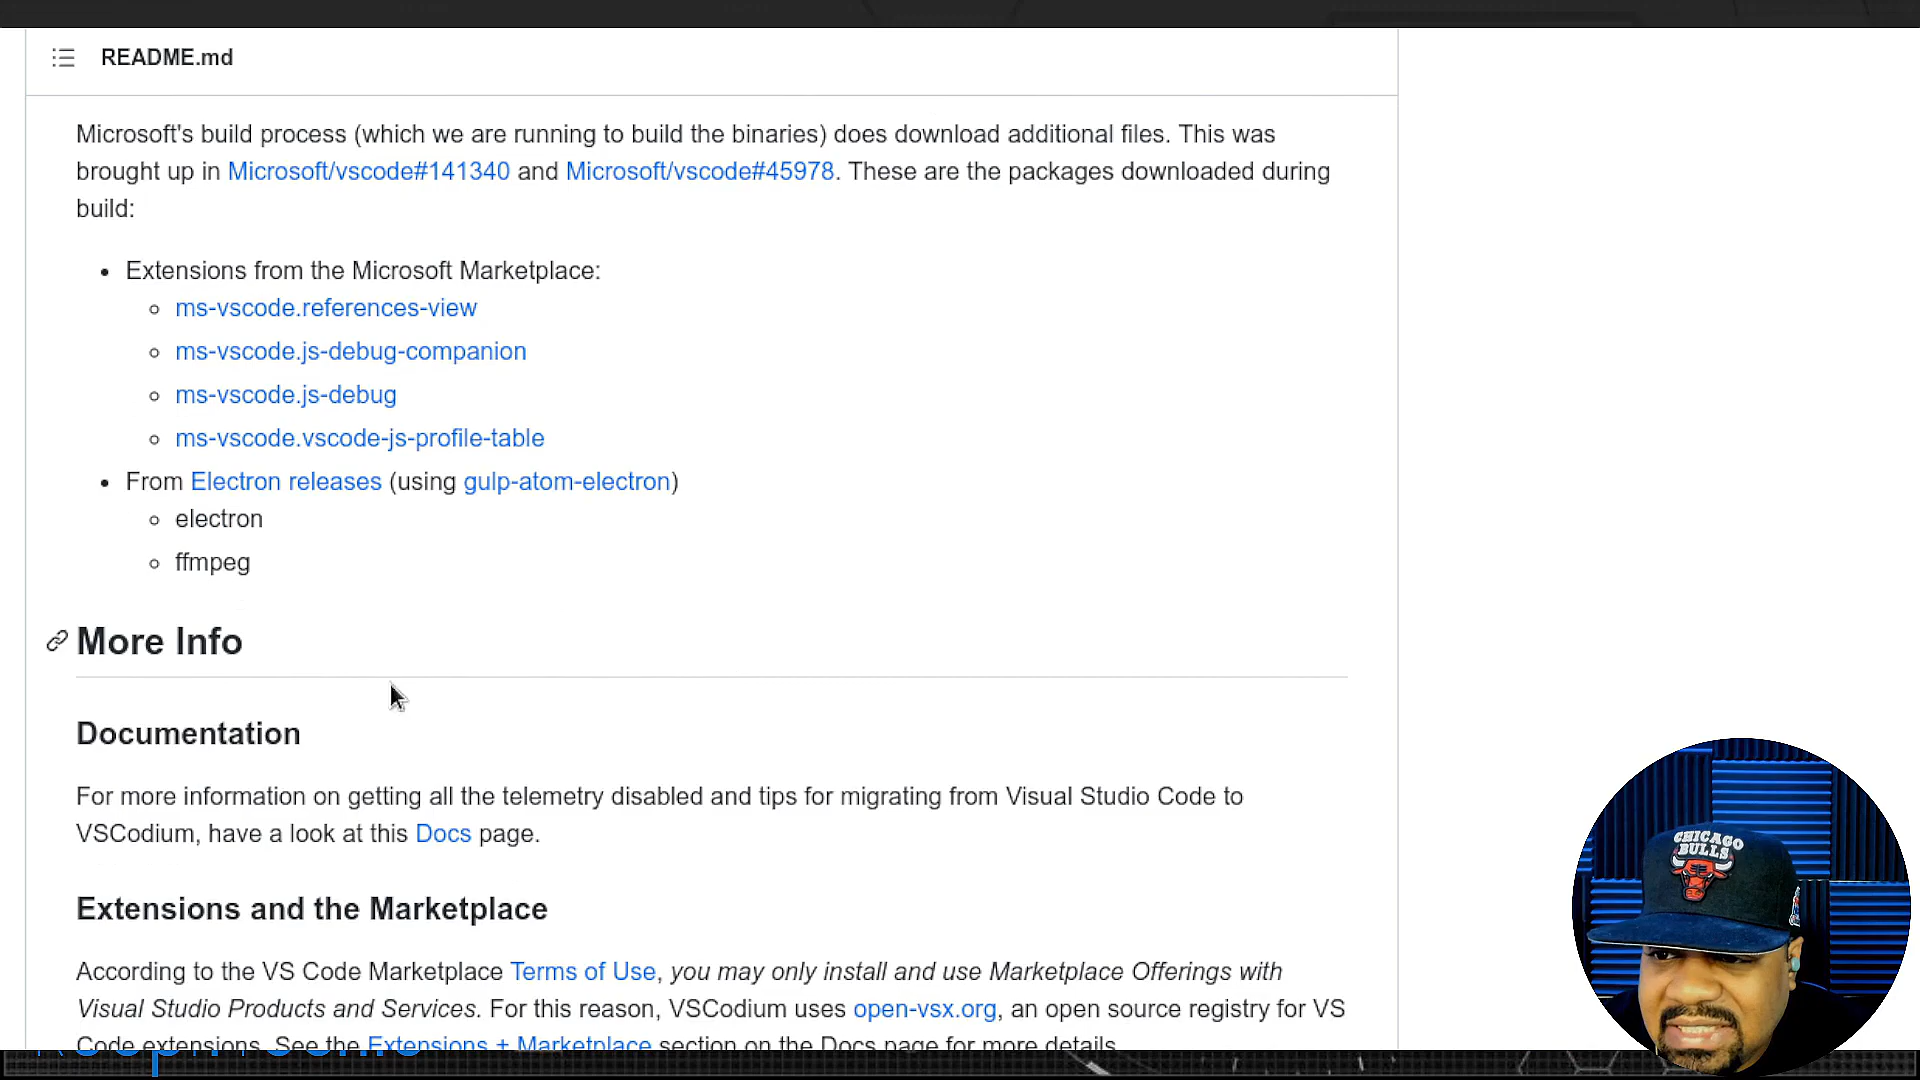 README.md
Microsoft's build process (which we are running to build the binaries) does download additional files. This was
brought up in Microsoft/vscode#141340 and Microsoft/vscode#45978. These are the packages downloaded during
build:
Extensions from the Microsoft Marketplace:
ms-vscode.references-view
ms-vscode.js-debug-companion
ms-vscode.js-debug
ms-vscode.vscode-js-profile-table
From Electron releases (using gulp-atom-electron)
electron
ffmpeg
More Info
Documentation
For more information on getting all the telemetry disabled and tips for migrating from Visual Studio Code to
VSCodium, have a look at this Docs page.
Extensions and the Marketplace
According to the VS Code Marketplace Terms of Use, you may only install and use Marketplace Offerings with
Visual Studio Products and Services. For this reason, VSCodium uses open-vsx.org, an open source registry for VS
Code extensions. See the Extensions + Marketplace section on the Docs page for more details.
CHICAGO
BULLS